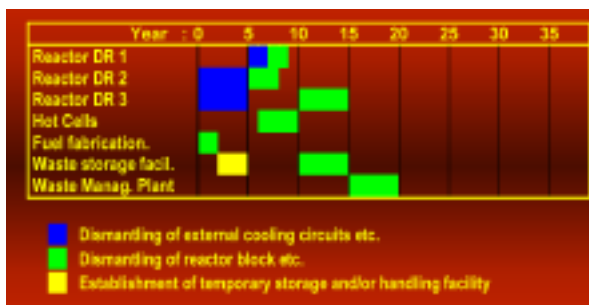 Year : 0 5 10 15 20 25 30 35
Reactor DR 1
Reactor DR 2
Reactor DR 3
Hot Cells
Fuel fabrication.
Waste storage facil.
Waste Manag. Plant
Dismantling of external cooling circuits etc.
Dismantling of reactor block etc.
Establishment of temporary storage and/or handling facility